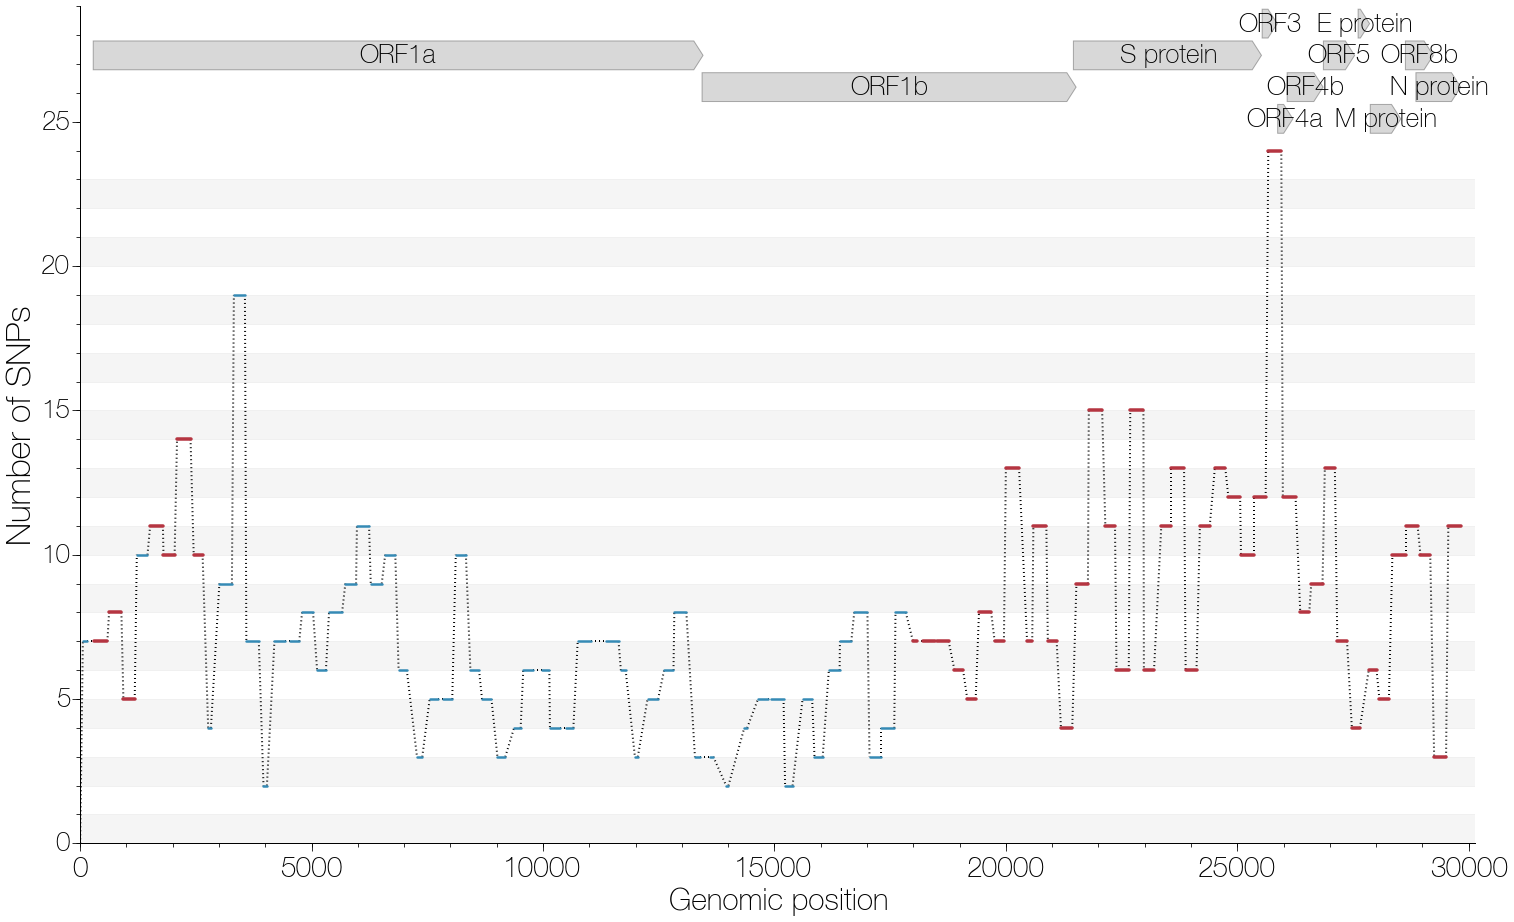 ORF3 E protein
ORF1a S protein ORF5 ORF8b
ORF1b ORF4b N protein
ORF4a M protein
25
20
15
10
5
0
Number of SNPs
0 5000 10000 15000 20000 25000 30000
Genomic position